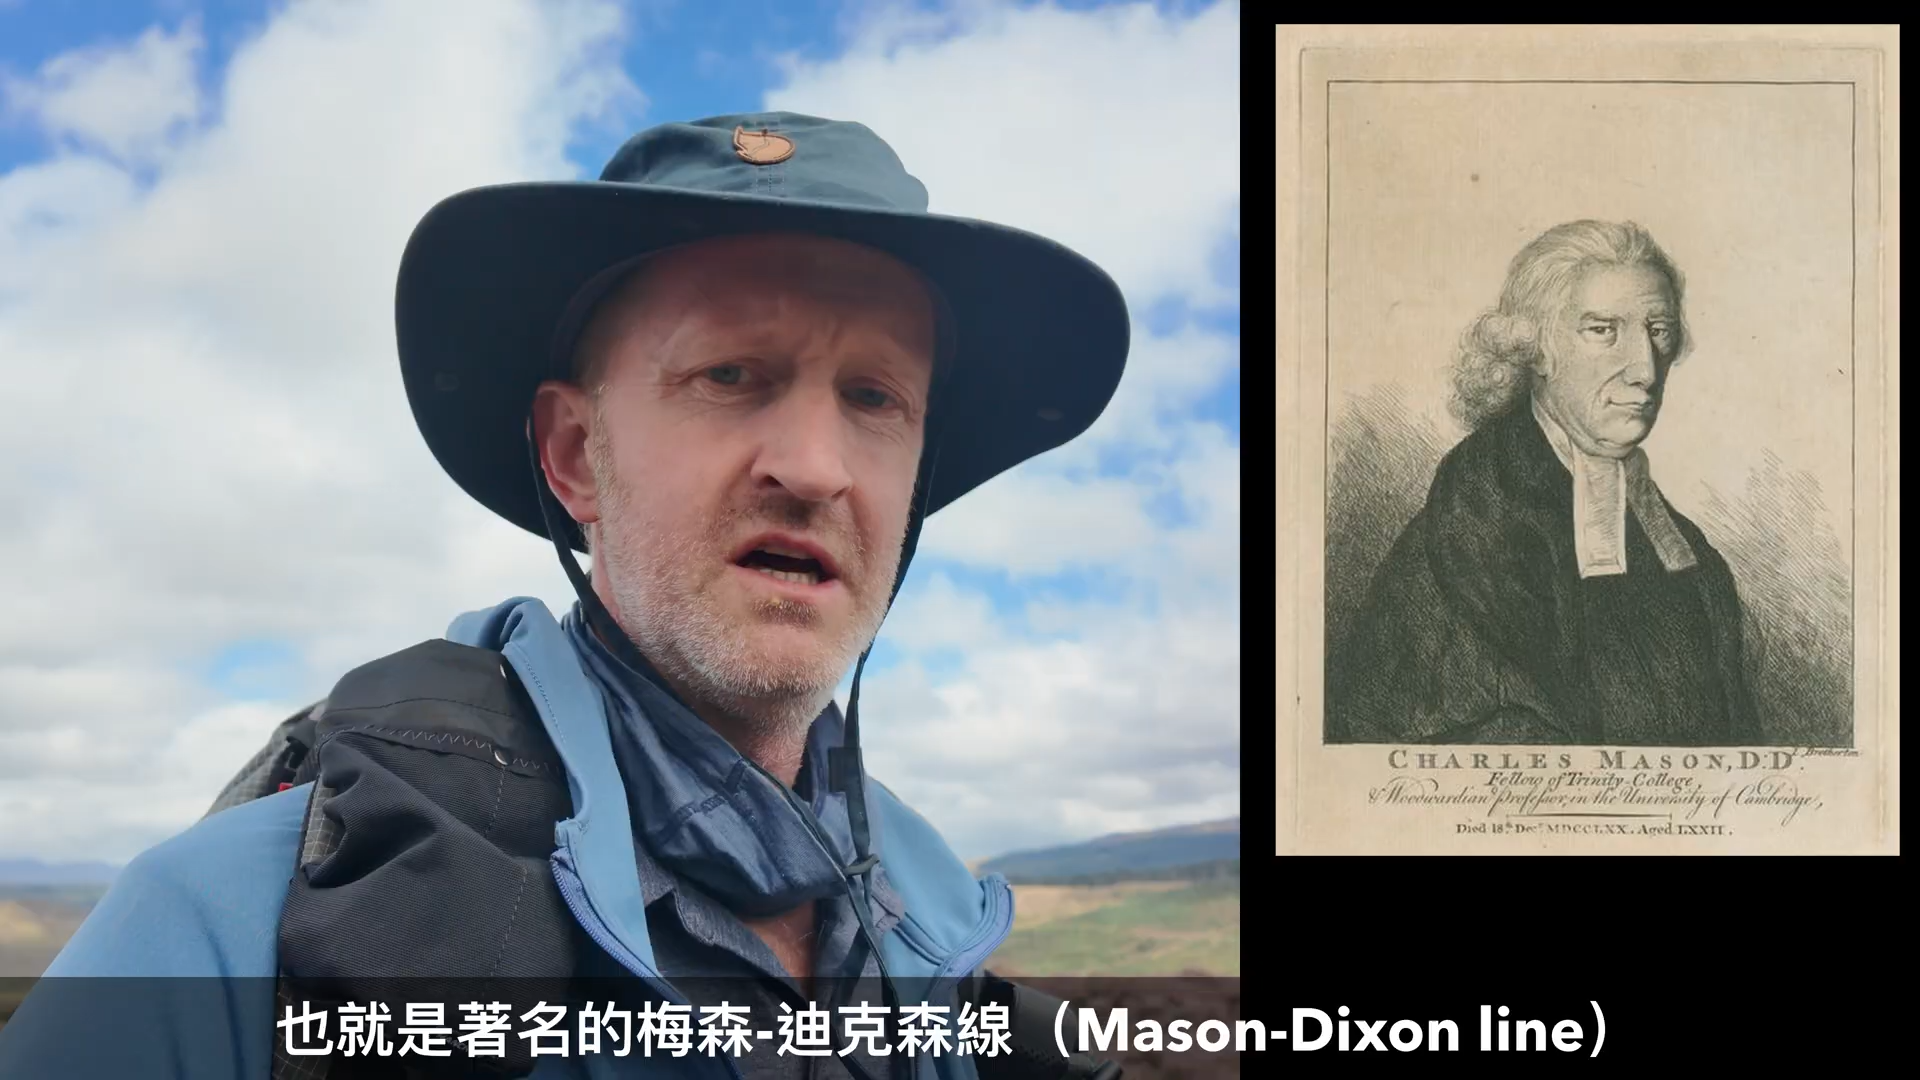 CHARLES MASON, D:D.
I. Bretherton
Fellow of Trinity College,
& Woodwardian Professor, in the University of Cambridge,
Died 18th Decr MDCCLXX. Aged LXXII.
也就是著名的梅森-迪克森線（Mason-Dixon line）